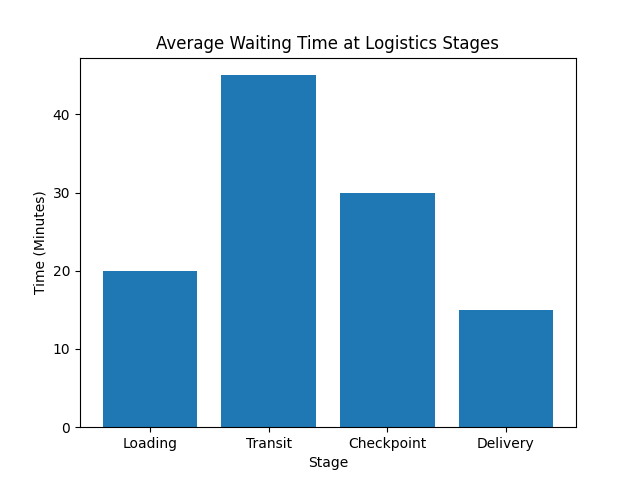 Average Waiting Time at Logistics Stages
Time (Minutes)
40
30
20
10
0
Loading Transit Checkpoint Delivery
Stage